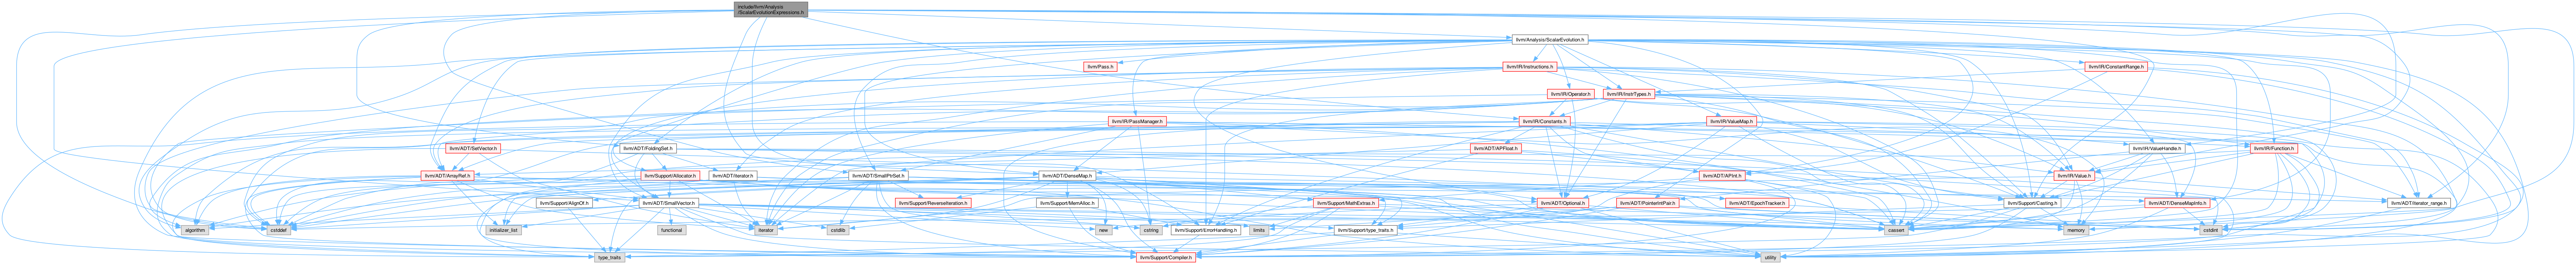 include/llvm/Analysis
/ScalarEvolutionExpressions.h
llvm/Analysis/ScalarEvolution.h
llvm/Pass.h
llvm/IR/Instructions.h
llvm/IR/ConstantRange.h
llvm/IR/Operator.h
llvm/IR/InstrTypes.h
llvm/IR/PassManager.h
llvm/IR/Constants.h
llvm/IR/ValueMap.h
llvm/ADT/SetVector.h
llvm/ADT/FoldingSet.h
llvm/ADT/APFloat.h
llvm/IR/ValueHandle.h
llvm/IR/Function.h
llvm/ADT/ArrayRef.h
llvm/Support/Allocator.h
llvm/ADT/iterator.h
llvm/ADT/SmallPtrSet.h
llvm/ADT/DenseMap.h
llvm/ADT/APInt.h
llvm/IR/Value.h
llvm/Support/AlignOf.h
llvm/ADT/SmallVector.h
llvm/Support/ReverseIteration.h
llvm/Support/MemAlloc.h
llvm/Support/MathExtras.h
llvm/ADT/Optional.h
llvm/ADT/PointerIntPair.h
llvm/ADT/EpochTracker.h
llvm/Support/Casting.h
llvm/ADT/DenseMapInfo.h
llvm/ADT/iterator_range.h
algorithm
cstddef
initializer_list
functional
iterator
cstdlib
new
cstring
llvm/Support/ErrorHandling.h
limits
llvm/Support/type_traits.h
cassert
memory
cstdint
type_traits
llvm/Support/Compiler.h
utility